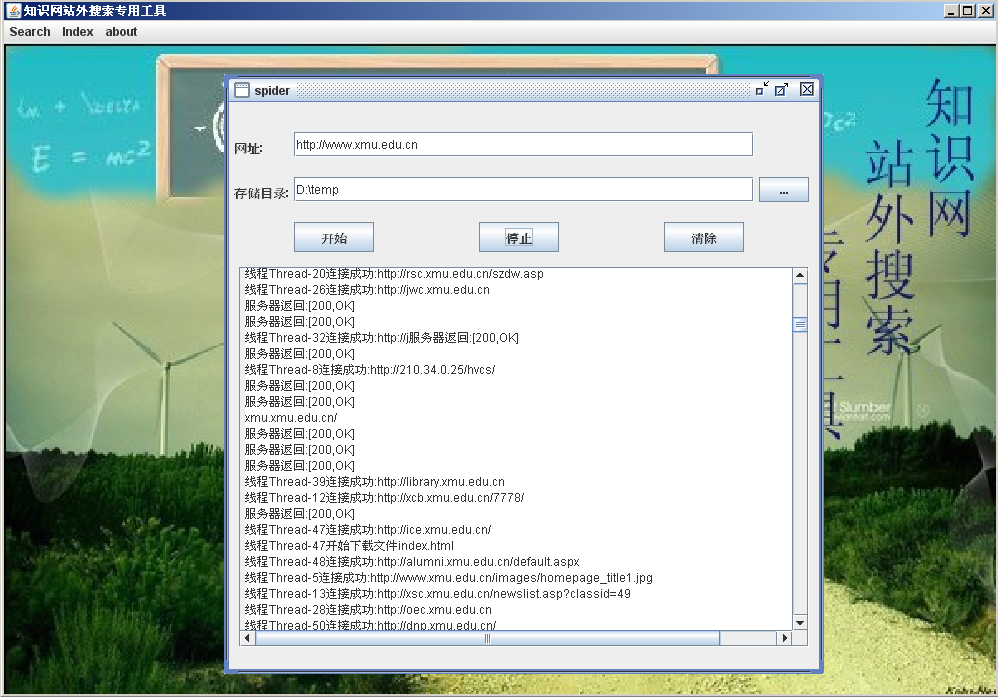 知识网站外搜索专用工具
Search Index about
spider
网址: http://www.xmu.edu.cn
存储目录: D:\temp ...
开始 停止 清除
线程Thread-20连接成功:http://rsc.xmu.edu.cn/szdw.asp
线程Thread-26连接成功:http://jwc.xmu.edu.cn
服务器返回:[200,OK]
服务器返回:[200,OK]
线程Thread-32连接成功:http://j服务器返回:[200,OK]
服务器返回:[200,OK]
线程Thread-8连接成功:http://210.34.0.25/hvcs/
服务器返回:[200,OK]
服务器返回:[200,OK]
xmu.xmu.edu.cn/
服务器返回:[200,OK]
服务器返回:[200,OK]
服务器返回:[200,OK]
线程Thread-39连接成功:http://library.xmu.edu.cn
线程Thread-12连接成功:http://xcb.xmu.edu.cn/7778/
服务器返回:[200,OK]
线程Thread-47连接成功:http://ice.xmu.edu.cn/
线程Thread-47开始下载文件index.html
线程Thread-48连接成功:http://alumni.xmu.edu.cn/default.aspx
线程Thread-5连接成功:http://www.xmu.edu.cn/images/homepage_title1.jpg
线程Thread-13连接成功:http://xsc.xmu.edu.cn/newslist.asp?classid=49
线程Thread-28连接成功:http://oec.xmu.edu.cn
线程Thread-50连接成功:http://dnp.xmu.edu.cn/
E = mc2
知识网
站外搜索
专用工具
Slumber